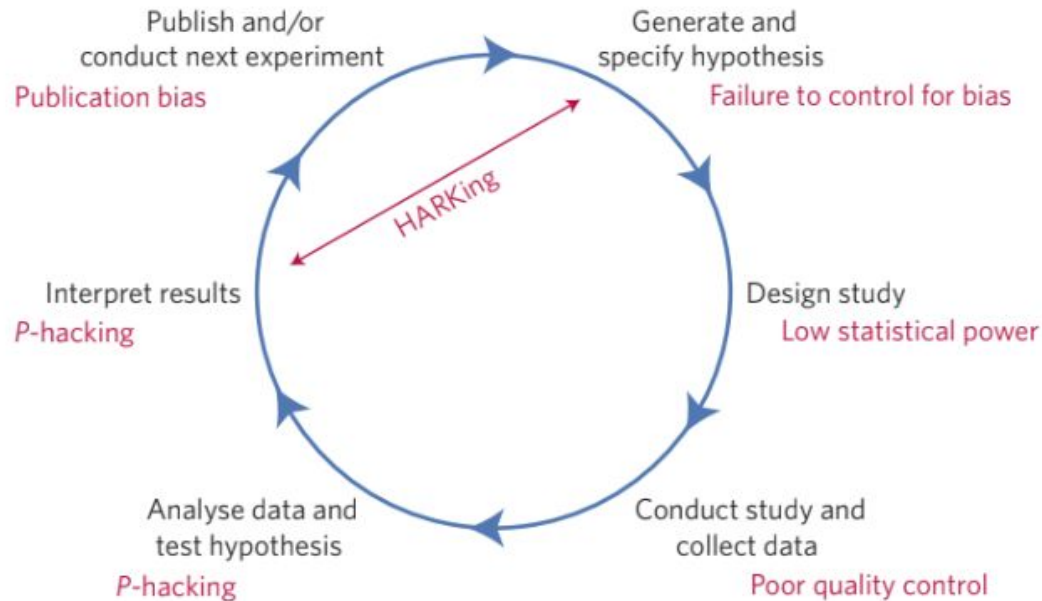 Publish and/or
conduct next experiment
Publication bias
Generate and
specify hypothesis
Failure to control for bias
HARKing
Interpret results
P-hacking
Design study
Low statistical power
Analyse data and
test hypothesis
P-hacking
Conduct study and
collect data
Poor quality control